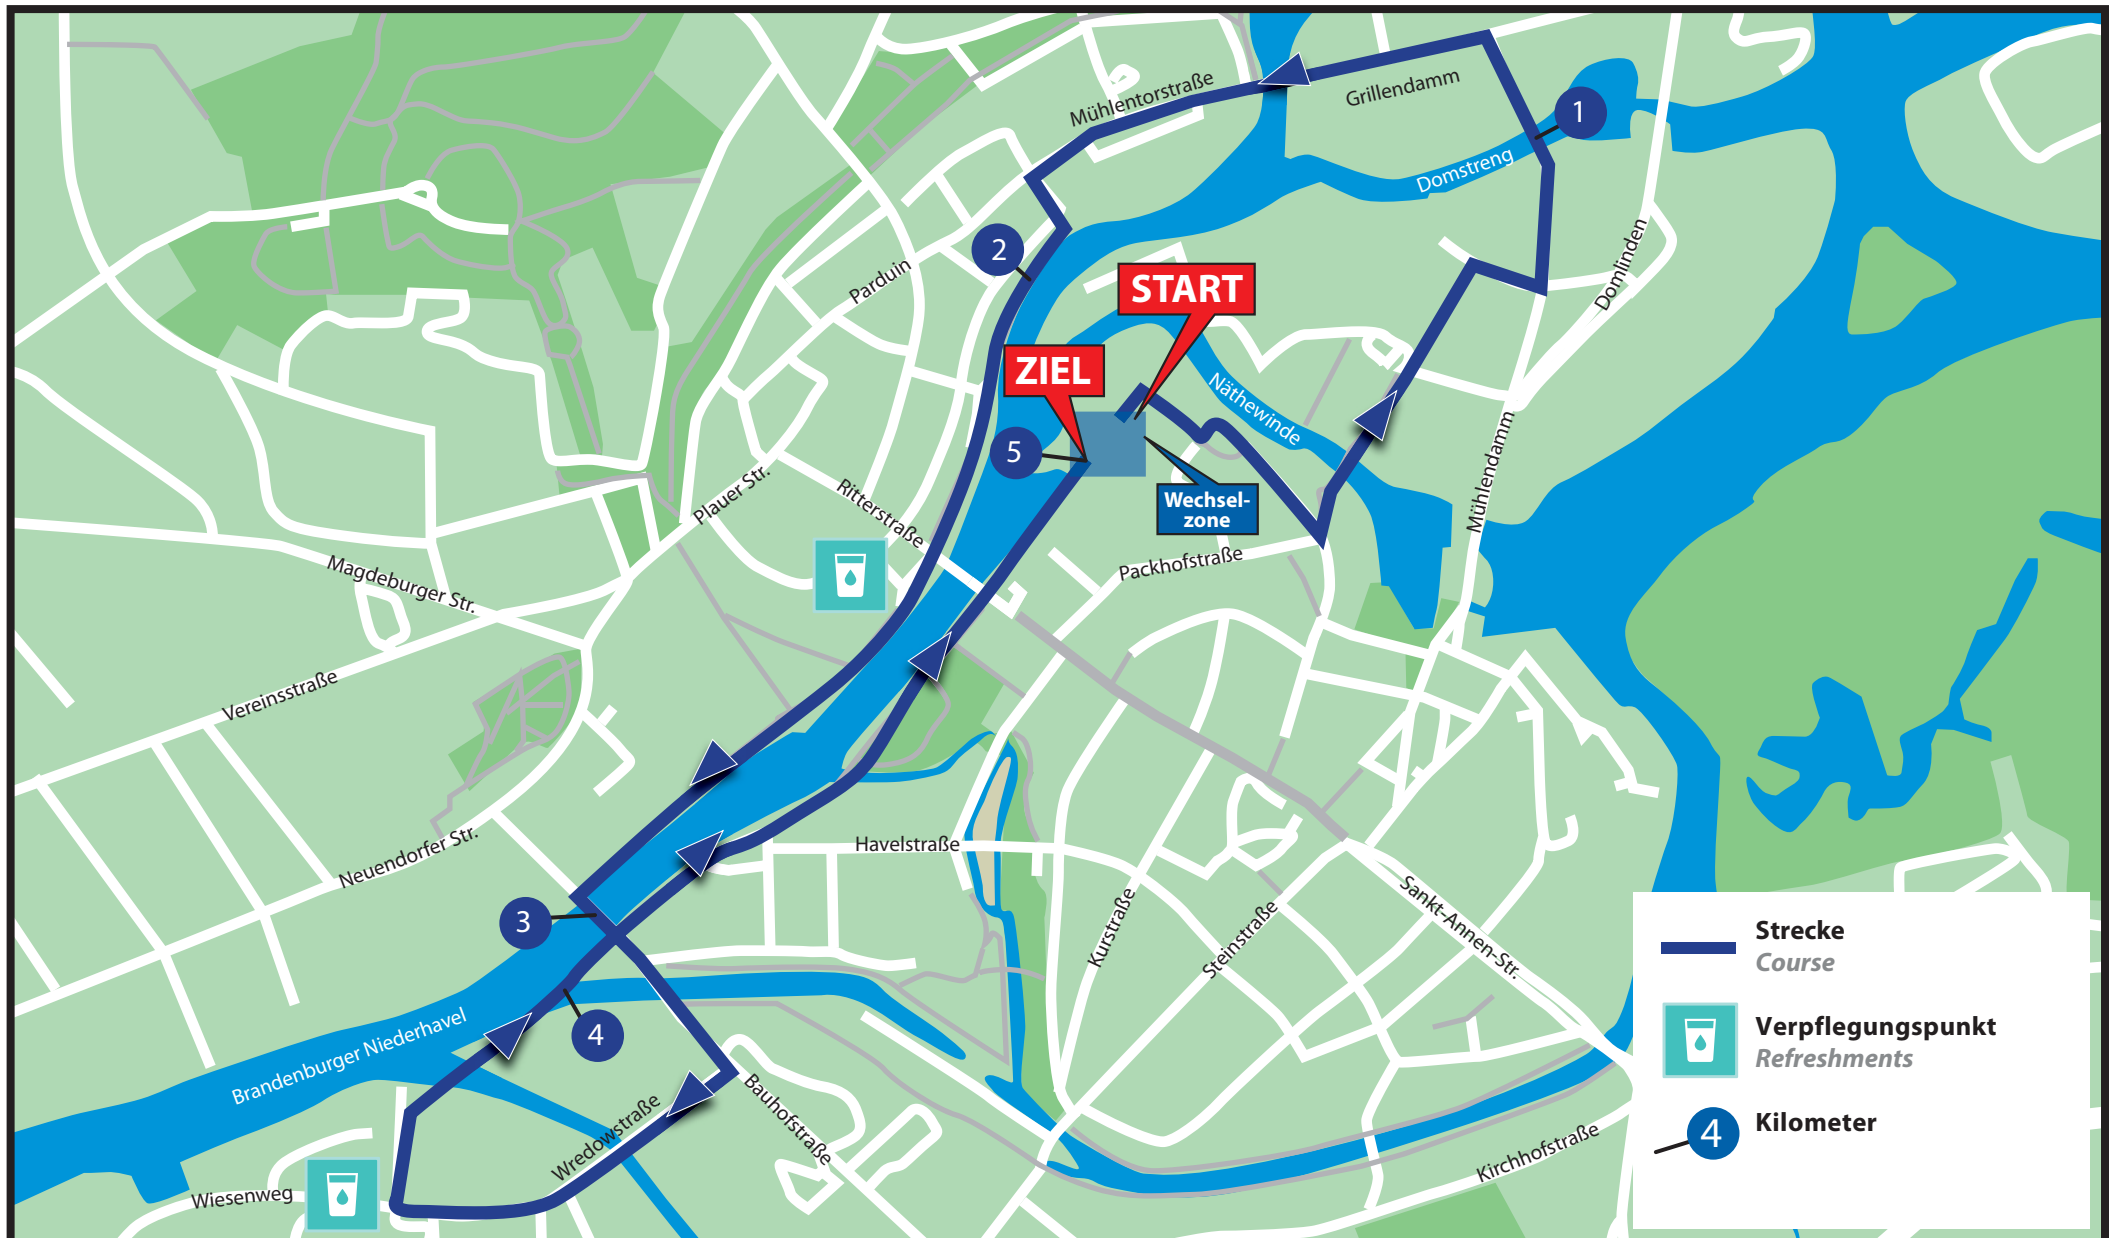 Grillendamm
Mühlentorstraße
1
Domstreng
2
Parduin
START
Domlinden
ZIEL
Näthewinde
5
Mühlendamm
Plauer Str.
Ritterstraße
Wechsel-
zone
Packhofstraße
Magdeburger Str.
Vereinsstraße
Neuendorfer Str.
Havelstraße
3
Kurstraße
Steinstraße
Sankt-Annen-Str.
4
Brandenburger Niederhavel
Wredowstraße
Bauhofstraße
Kirchhofstraße
Wiesenweg
Strecke
Course
Verpflegungspunkt
Refreshments
4
Kilometer